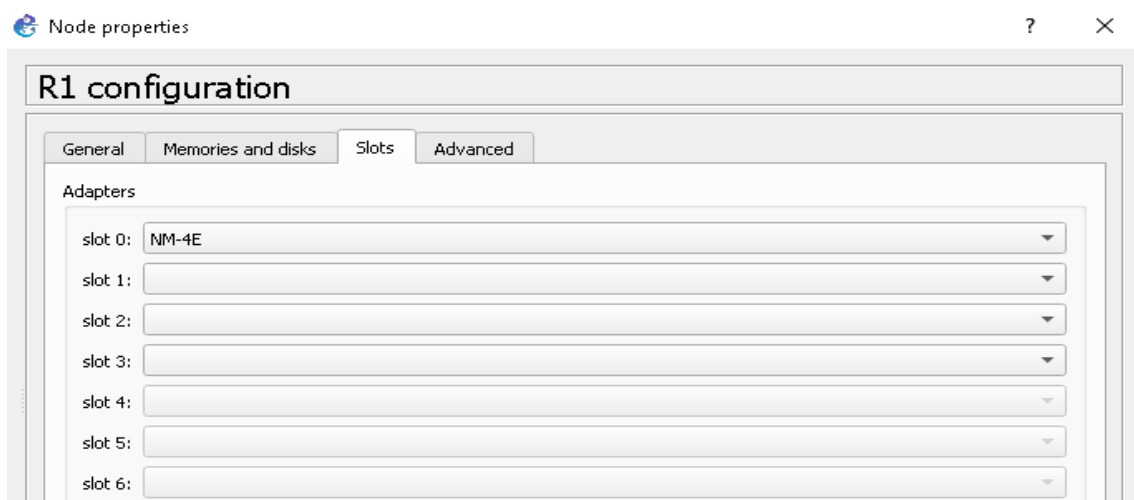 Node properties
?
R1 configuration
General Memories and disks Slots Advanced
Adapters
slot 0: NM-4E
slot 1:
slot 2:
slot 3:
slot 4:
slot 5:
slot 6: